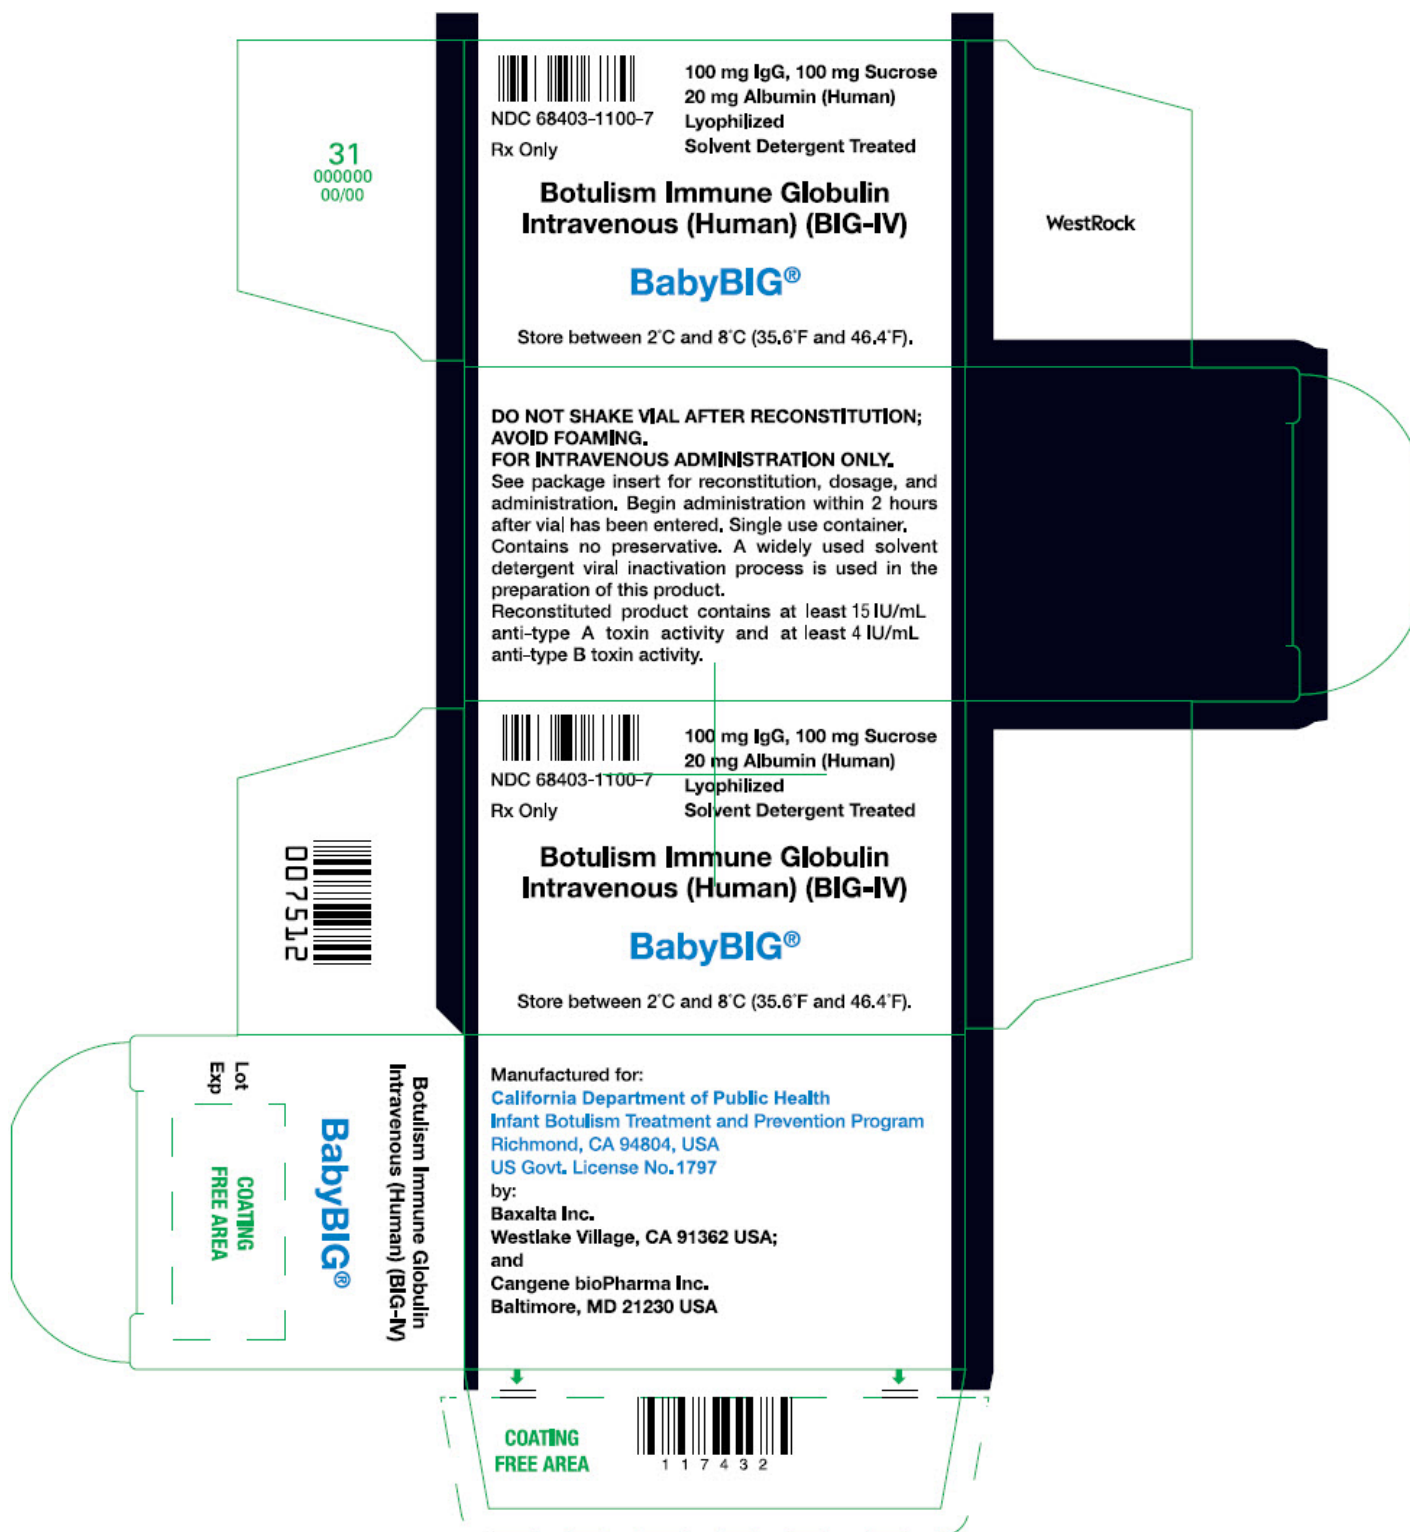 31
000000
00/00
NDC 68403-1100-7
Rx Only
100 mg IgG, 100 mg Sucrose
20 mg Albumin (Human)
Lyophilized
Solvent Detergent Treated
Botulism Immune Globulin
Intravenous (Human) (BIG-IV)
BabyBIG®
Store between 2°C and 8°C (35.6°F and 46.4°F).
WestRock
DO NOT SHAKE VIAL AFTER RECONSTITUTION;
AVOID FOAMING.
FOR INTRAVENOUS ADMINISTRATION ONLY.
See package insert for reconstitution, dosage, and
administration. Begin administration within 2 hours
after vial has been entered. Single use container.
Contains no preservative. A widely used solvent
detergent viral inactivation process is used in the
preparation of this product.
Reconstituted product contains at least 15 IU/mL
anti-type A toxin activity and at least 4 IU/mL
anti-type B toxin activity.
NDC 68403-1100-7
Rx Only
100 mg IgG, 100 mg Sucrose
20 mg Albumin (Human)
Lyophilized
Solvent Detergent Treated
Botulism Immune Globulin
Intravenous (Human) (BIG-IV)
BabyBIG®
Store between 2°C and 8°C (35.6°F and 46.4°F).
007512
Botulism Immune Globulin
Intravenous (Human) (BIG-IV)
BabyBIG®
Lot
Exp
COATING
FREE AREA
Manufactured for:
California Department of Public Health
Infant Botulism Treatment and Prevention Program
Richmond, CA 94804, USA
US Govt. License No. 1797
by:
Baxalta Inc.
Westlake Village, CA 91362 USA;
and
Cangene bioPharma Inc.
Baltimore, MD 21230 USA
COATING
FREE AREA
117432